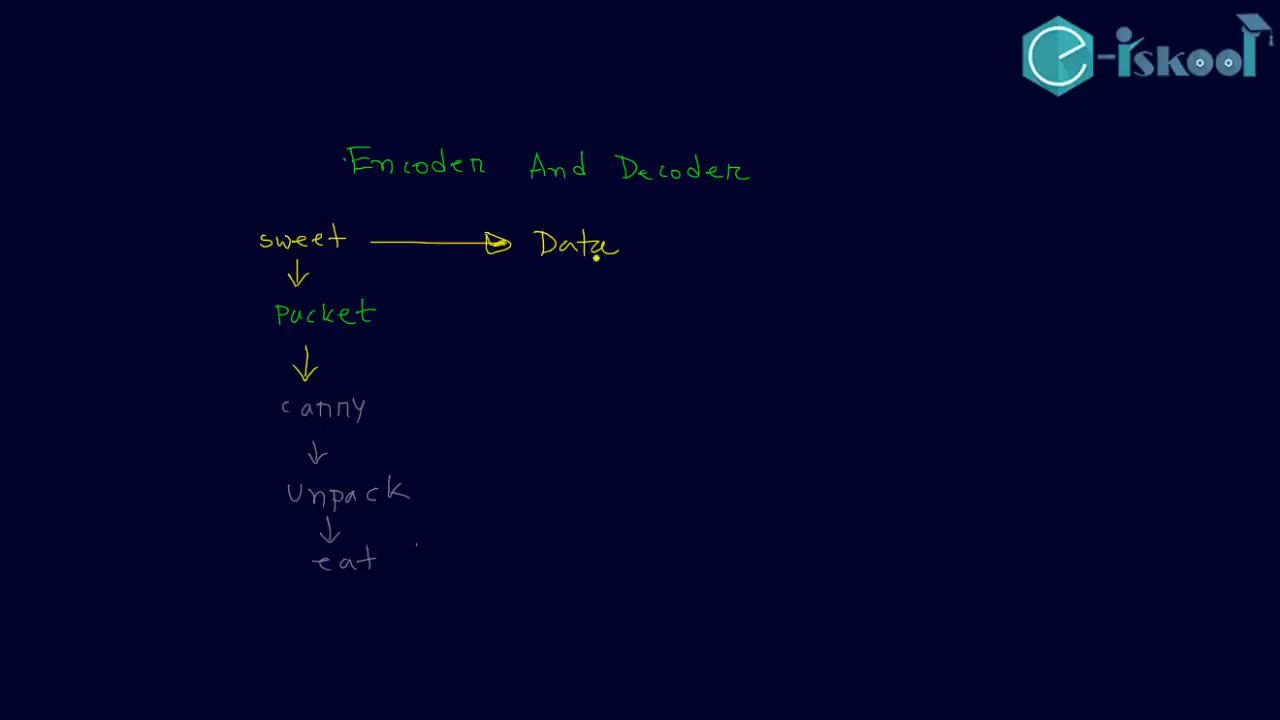 e-iskool
Encoder And Decoder
sweet → Data
↓
Packet
↓
carry
↓
Unpack
↓
eat